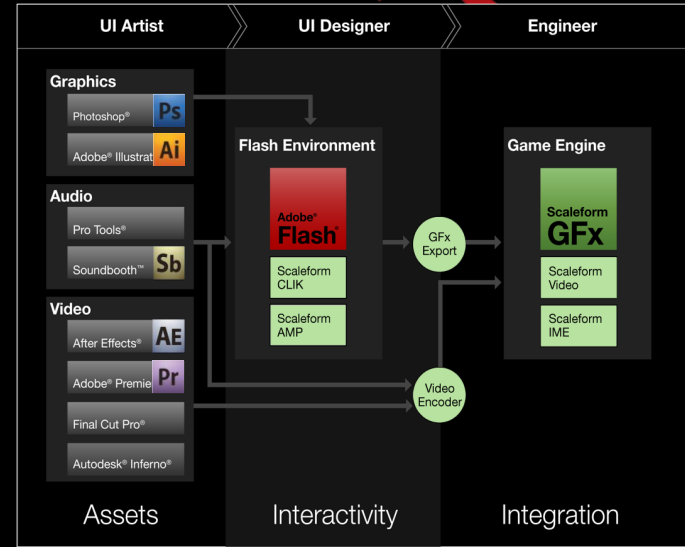 UI Artist
UI Designer
Engineer
Graphics
Photoshop®
Ps
Adobe® Illustrat
Ai
Audio
Pro Tools®
Soundbooth™
Sb
Video
After Effects®
AE
Adobe® Premie
Pr
Final Cut Pro®
Autodesk® Inferno®
Flash Environment
Adobe®
Flash®
Scaleform
CLIK
Scaleform
AMP
GFx
Export
Video
Encoder
Game Engine
Scaleform
GFx
Scaleform
Video
Scaleform
IME
Assets
Interactivity
Integration